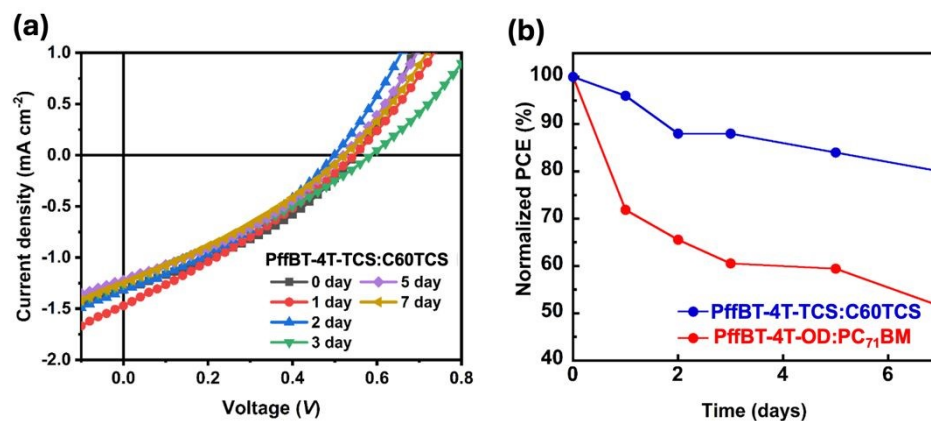 (a)
1.0
0.5
0.0
-0.5
-1.0
-1.5
-2.0
Current density (mA cm⁻²)
PffBT-4T-TCS:C60TCS
0 day
5 day
1 day
7 day
2 day
3 day
0.0
0.2
0.4
0.6
0.8
Voltage (V)
(b)
100
90
80
70
60
50
40
Normalized PCE (%)
PffBT-4T-TCS:C60TCS
PffBT-4T-OD:PC₇₁BM
0
2
4
6
Time (days)